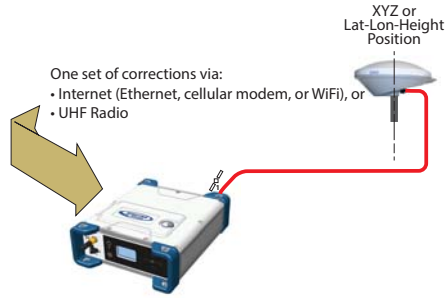 XYZ or
Lat-Lon-Height
Position
One set of corrections via:
• Internet (Ethernet, cellular modem, or WiFi), or
• UHF Radio